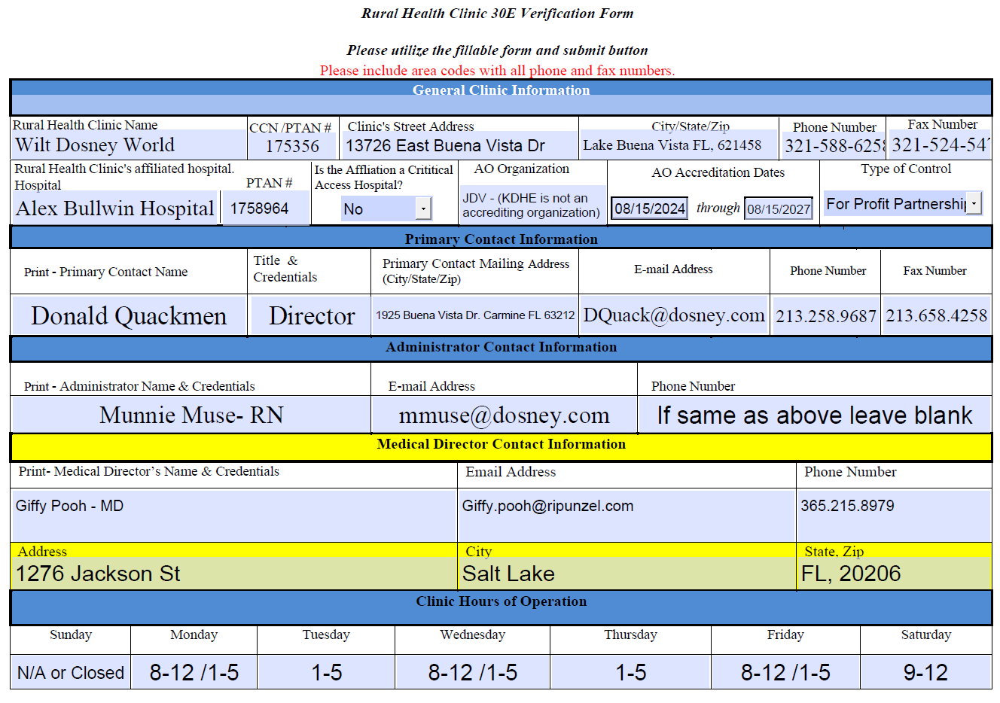 Rural Health Clinic 30E Verification Form
Please utilize the fillable form and submit button
Please include area codes with all phone and fax numbers.
General Clinic Information
Rural Health Clinic Name CCN /PTAN # Clinic's Street Address City/State/Zip Phone Number Fax Number
Wilt Dosney World 175356 13726 East Buena Vista Dr Lake Buena Vista FL, 621458 321-588-6258 321-524-547
Rural Health Clinic's affiliated hospital. Is the Affliation a Crititical AO Organization AO Accreditation Dates Type of Control
Hospital PTAN # Access Hospital?
Alex Bullwin Hospital 1758964 No JDV - (KDHE is not an accrediting organization) 08/15/2024 through 08/15/2027 For Profit Partnership
Primary Contact Information
Print - Primary Contact Name Title & Credentials Primary Contact Mailing Address (City/State/Zip) E-mail Address Phone Number Fax Number
Donald Quackmen Director 1925 Buena Vista Dr. Carmine FL 63212 DQuack@dosney.com 213.258.9687 213.658.4258
Administrator Contact Information
Print - Administrator Name & Credentials E-mail Address Phone Number
Munnie Muse- RN mmuse@dosney.com If same as above leave blank
Medical Director Contact Information
Print- Medical Director's Name & Credentials Email Address Phone Number
Giffy Pooh - MD Giffy.pooh@ripunzel.com 365.215.8979
Address City State, Zip
1276 Jackson St Salt Lake FL, 20206
Clinic Hours of Operation
Sunday Monday Tuesday Wednesday Thursday Friday Saturday
N/A or Closed 8-12 /1-5 1-5 8-12 /1-5 1-5 8-12 /1-5 9-12